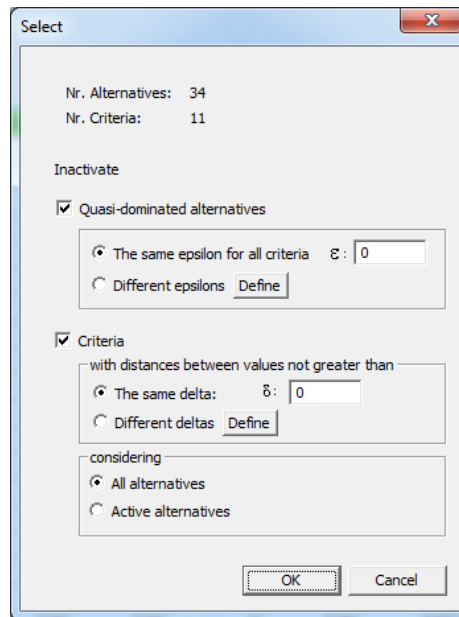 Select
Nr. Alternatives: 34
Nr. Criteria: 11
Inactivate
Quasi-dominated alternatives
The same epsilon for all criteria ε: 0
Different epsilons Define
Criteria
with distances between values not greater than
The same delta: δ: 0
Different deltas Define
considering
All alternatives
Active alternatives
OK Cancel